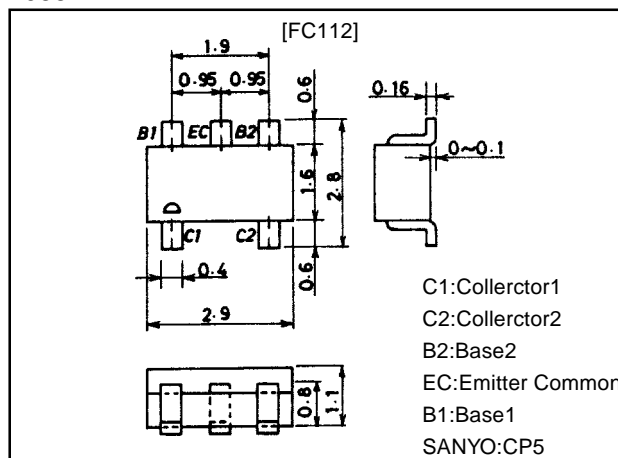 [FC112]
1.9
0.95 0.95
0.6
0.16
B1 EC B2
0~0.1
1.6
2.8
C1 C2
0.4
0.6
2.9
C1:Collerctor1
C2:Collerctor2
B2:Base2
EC:Emitter Common
B1:Base1
SANYO:CP5
0.8
1.1